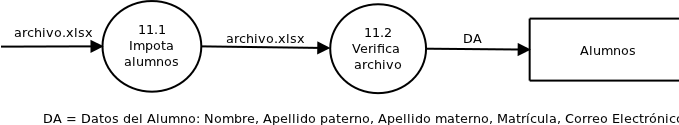 archivo.xlsx
11.1
Impota
alumnos
archivo.xlsx
11.2
Verifica
archivo
DA
Alumnos
DA = Datos del Alumno: Nombre, Apellido paterno, Apellido materno, Matrícula, Correo Electrónico